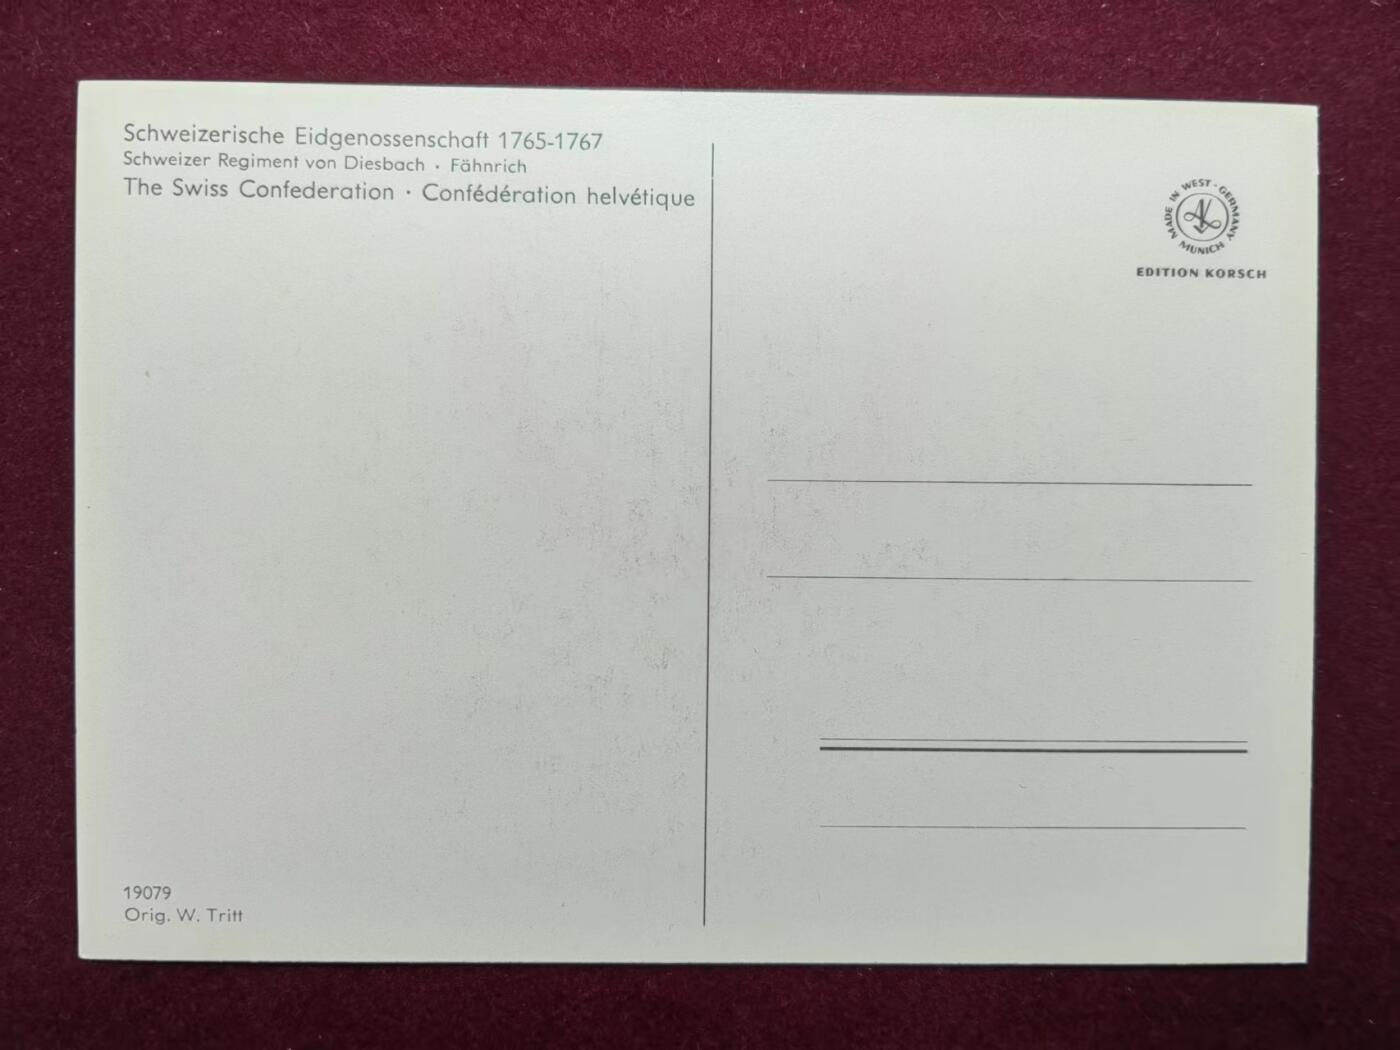 Schweizerische Eidgenossenschaft 1765-1767
Schweizer Regiment von Diesbach · Fähnrich
The Swiss Confederation · Confédération helvétique
MADE IN WEST-GERMANY
MUNICH
AK
EDITION KORSCH
19079
Orig. W. Tritt